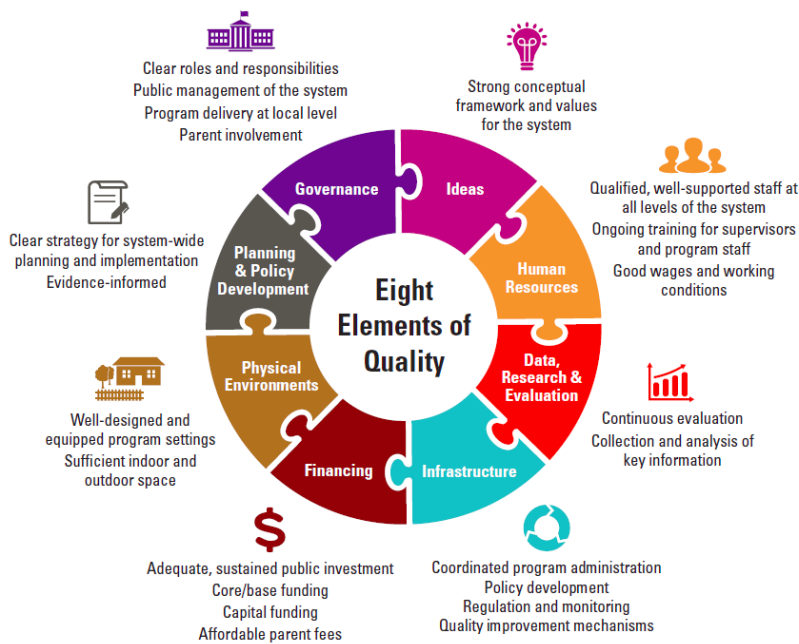 Clear roles and responsibilities
Public management of the system
Program delivery at local level
Parent involvement
Strong conceptual
framework and values
for the system
Qualified, well-supported staff at
all levels of the system
Ongoing training for supervisors
and program staff
Good wages and working
conditions
Clear strategy for system-wide
planning and implementation
Evidence-informed
Governance
Ideas
Planning
& Policy
Development
Human
Resources
Eight
Elements of
Quality
Physical
Environments
Data,
Research &
Evaluation
Financing
Infrastructure
Well-designed and
equipped program settings
Sufficient indoor and
outdoor space
Continuous evaluation
Collection and analysis of
key information
$
Adequate, sustained public investment
Core/base funding
Capital funding
Affordable parent fees
Coordinated program administration
Policy development
Regulation and monitoring
Quality improvement mechanisms